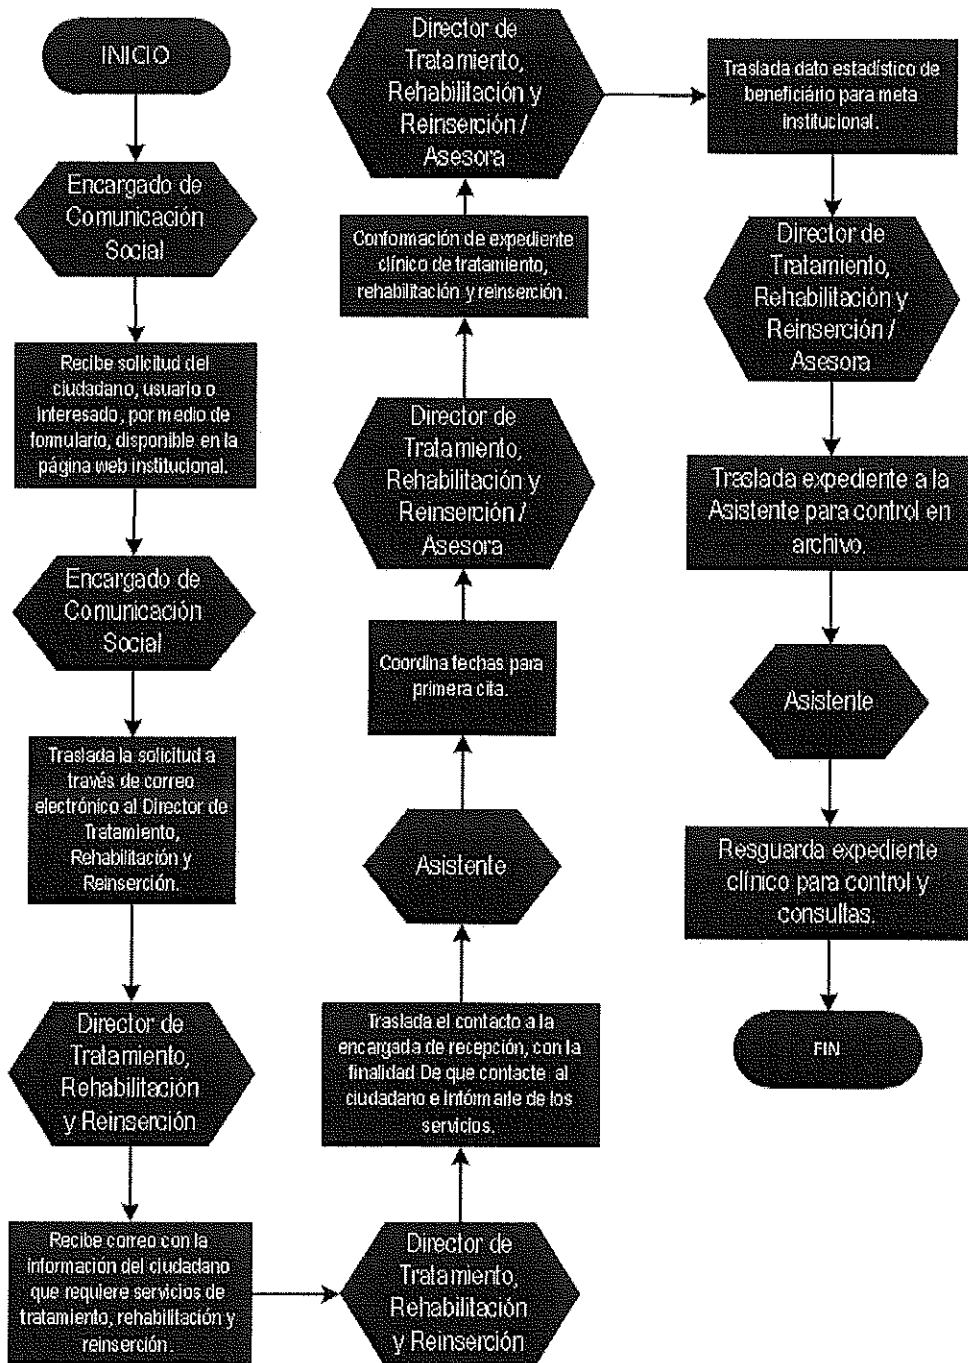 INICIO
Encargado de
Comunicación
Social
Recibe solicitud del
ciudadano, usuario o
interesado, por medio de
formulario, disponible en la
página web institucional.
Encargado de
Comunicación
Social
Traslada la solicitud a
través de correo
electrónico al Director de
Tratamiento,
Rehabilitación y
Reinserción.
Director de
Tratamiento,
Rehabilitación
y Reinserción
Recibe correo con la
información del ciudadano
que requiere servicios de
tratamiento, rehabilitación y
reinserción.
Director de
Tratamiento,
Rehabilitación
y Reinserción
Traslada el contacto a la
encargada de recepción, con la
finalidad De que contacte al
ciudadano e infórmarle de los
servicios.
Asistente
Coordina fechas para
primera cita.
Director de
Tratamiento,
Rehabilitación y
Reinserción /
Asesora
Conformación de expediente
clínico de tratamiento,
rehabilitación y reinserción.
Director de
Tratamiento,
Rehabilitación y
Reinserción /
Asesora
Traslada dato estadístico de
beneficiário para meta
institucional.
Director de
Tratamiento,
Rehabilitación y
Reinserción /
Asesora
Traslada expediente a la
Asistente para control en
archivo.
Asistente
Resguarda expediente
clínico para control y
consultas.
FIN